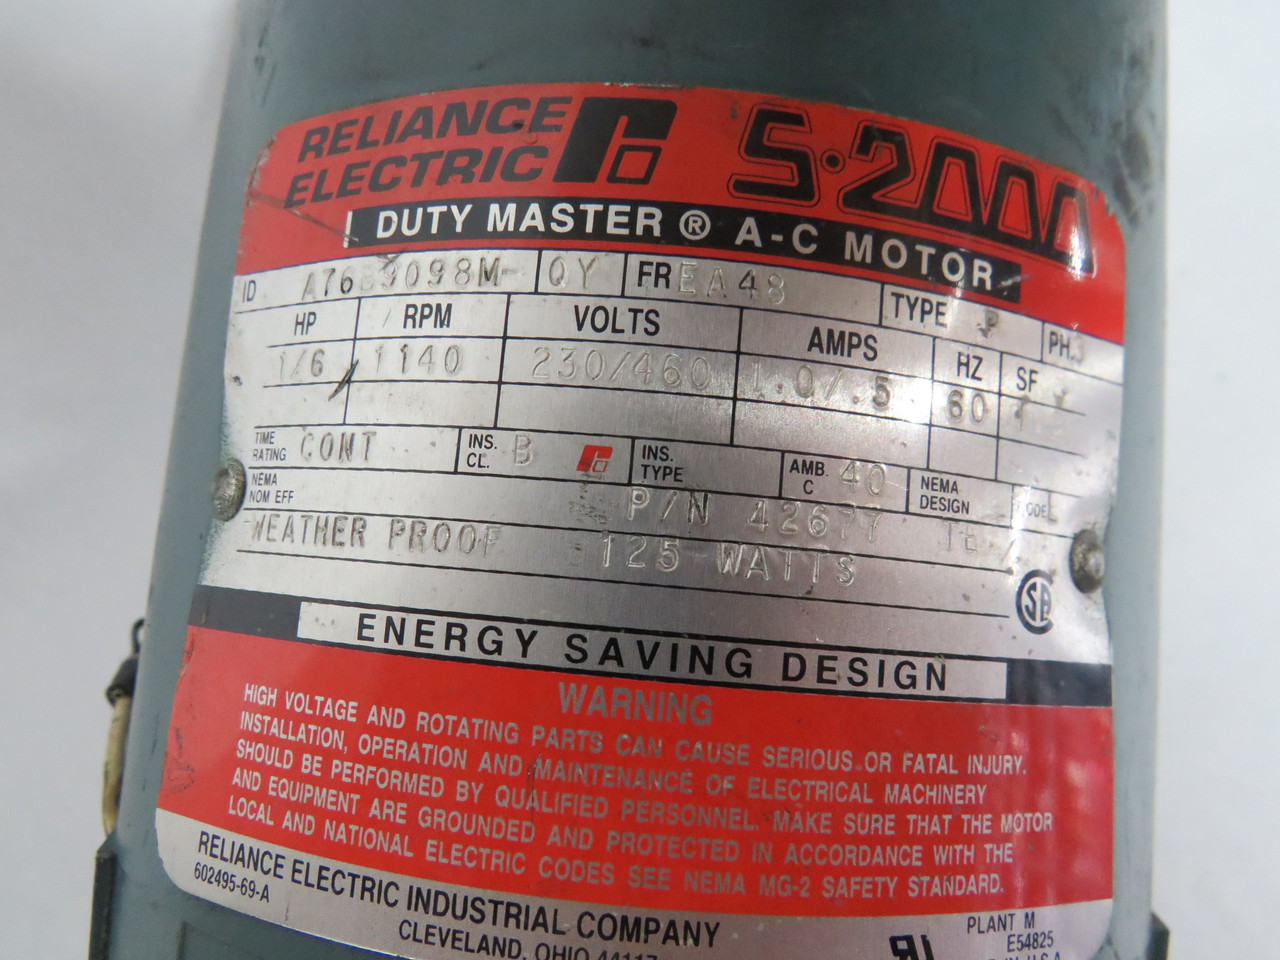 RELIANCE
ELECTRIC
S·2000
DUTY MASTER ® A-C MOTOR
ID A76B9098M- QY FR EA48 TYPE P PH.3
HP RPM VOLTS AMPS HZ SF
1/6 1140 230/460 1.0/.5 60
TIME RATING CONT INS. CL. B INS. TYPE AMB. C 40 NEMA DESIGN CODE L
NEMA NOM EFF P/N 42677
WEATHER PROOF 125 WATTS
ENERGY SAVING DESIGN
WARNING
HIGH VOLTAGE AND ROTATING PARTS CAN CAUSE SERIOUS OR FATAL INJURY.
INSTALLATION, OPERATION AND MAINTENANCE OF ELECTRICAL MACHINERY
SHOULD BE PERFORMED BY QUALIFIED PERSONNEL. MAKE SURE THAT THE MOTOR
AND EQUIPMENT ARE GROUNDED AND PROTECTED IN ACCORDANCE WITH THE
LOCAL AND NATIONAL ELECTRIC CODES SEE NEMA MG-2 SAFETY STANDARD.
RELIANCE ELECTRIC INDUSTRIAL COMPANY
602495-69-A
CLEVELAND, OHIO 44117
PLANT M
E54825
IN U.S.A.